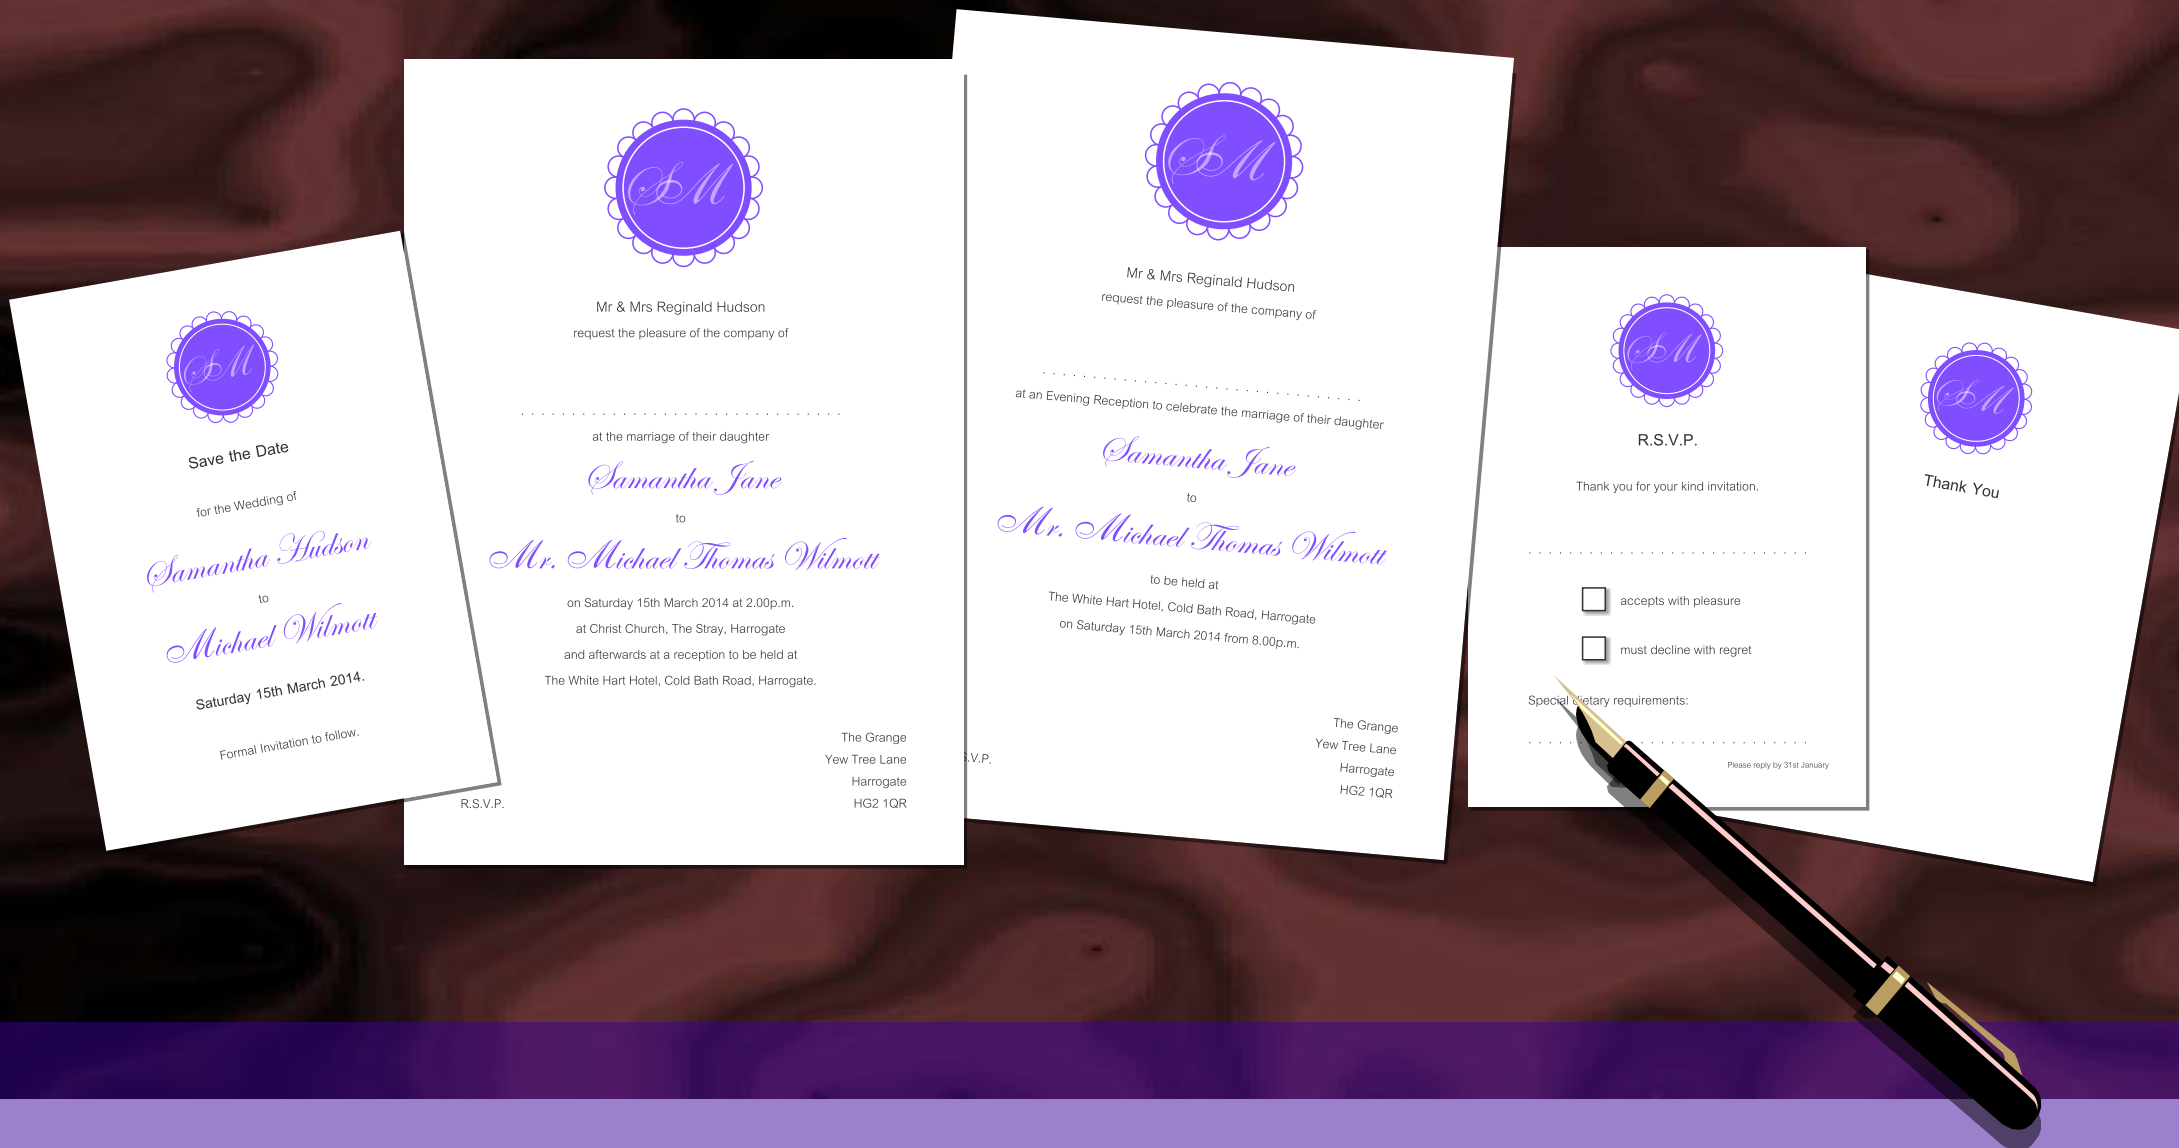 SM
Save the Date
for the Wedding of
Samantha Hudson
to
Michael Wilmott
Saturday 15th March 2014.
Formal Invitation to follow.
SM
Mr & Mrs Reginald Hudson
request the pleasure of the company of
. . . . . . . . . . . . . . . . . . . . . . . . . . . . . . . .
at the marriage of their daughter
Samantha Jane
to
Mr. Michael Thomas Wilmott
on Saturday 15th March 2014 at 2.00p.m.
at Christ Church, The Stray, Harrogate
and afterwards at a reception to be held at
The White Hart Hotel, Cold Bath Road, Harrogate.
The Grange
Yew Tree Lane
Harrogate
R.S.V.P. HG2 1QR
SM
Mr & Mrs Reginald Hudson
request the pleasure of the company of
. . . . . . . . . . . . . . . . . . . . . . . . . . . . . . . .
at an Evening Reception to celebrate the marriage of their daughter
Samantha Jane
to
Mr. Michael Thomas Wilmott
to be held at
The White Hart Hotel, Cold Bath Road, Harrogate
on Saturday 15th March 2014 from 8.00p.m.
The Grange
Yew Tree Lane
Harrogate
S.V.P. HG2 1QR
SM
R.S.V.P.
Thank you for your kind invitation.
. . . . . . . . . . . . . . . . . . . . . . . . . . . .
accepts with pleasure
must decline with regret
Special dietary requirements:
. . . . . . . . . . . . . . . . . . . . . . . . . . . .
Please reply by 31st January
SM
Thank You